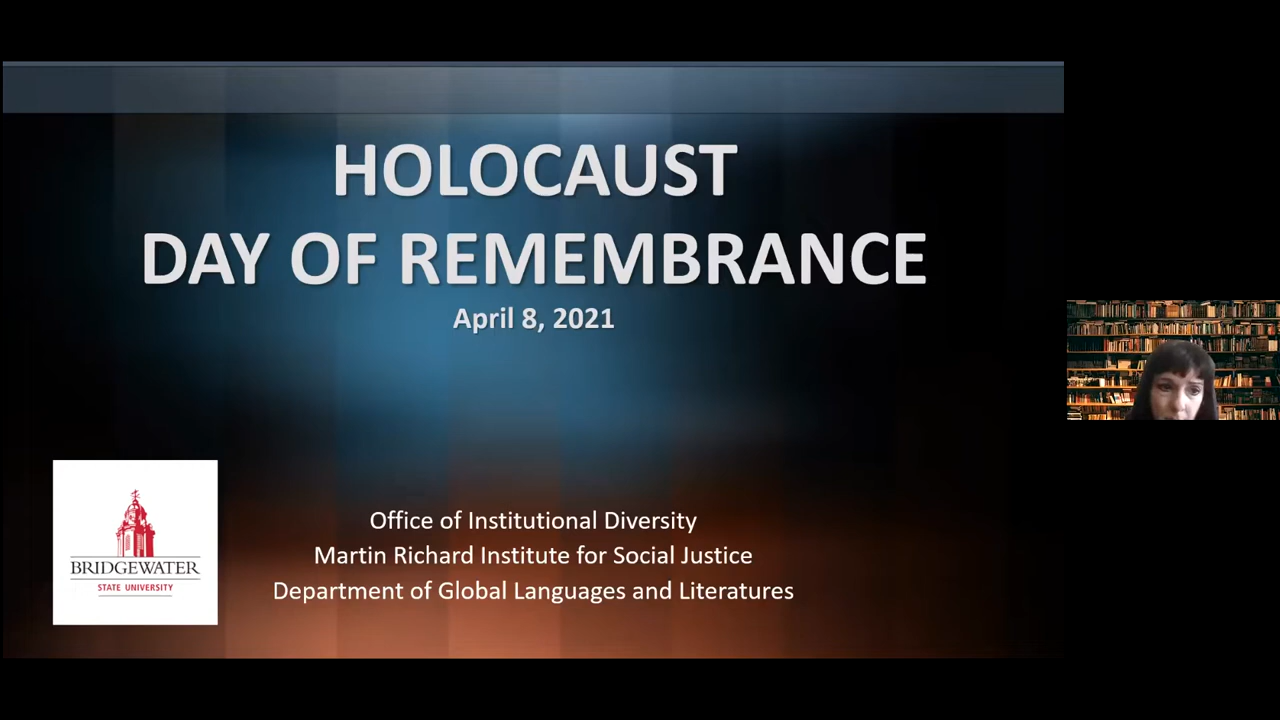 HOLOCAUST
DAY OF REMEMBRANCE
April 8, 2021
Office of Institutional Diversity
Martin Richard Institute for Social Justice
Department of Global Languages and Literatures
BRIDGEWATER
STATE UNIVERSITY